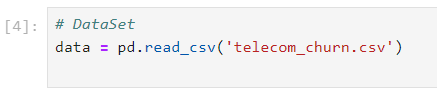 [4]:
# DataSet
data = pd.read_csv('telecom_churn.csv')